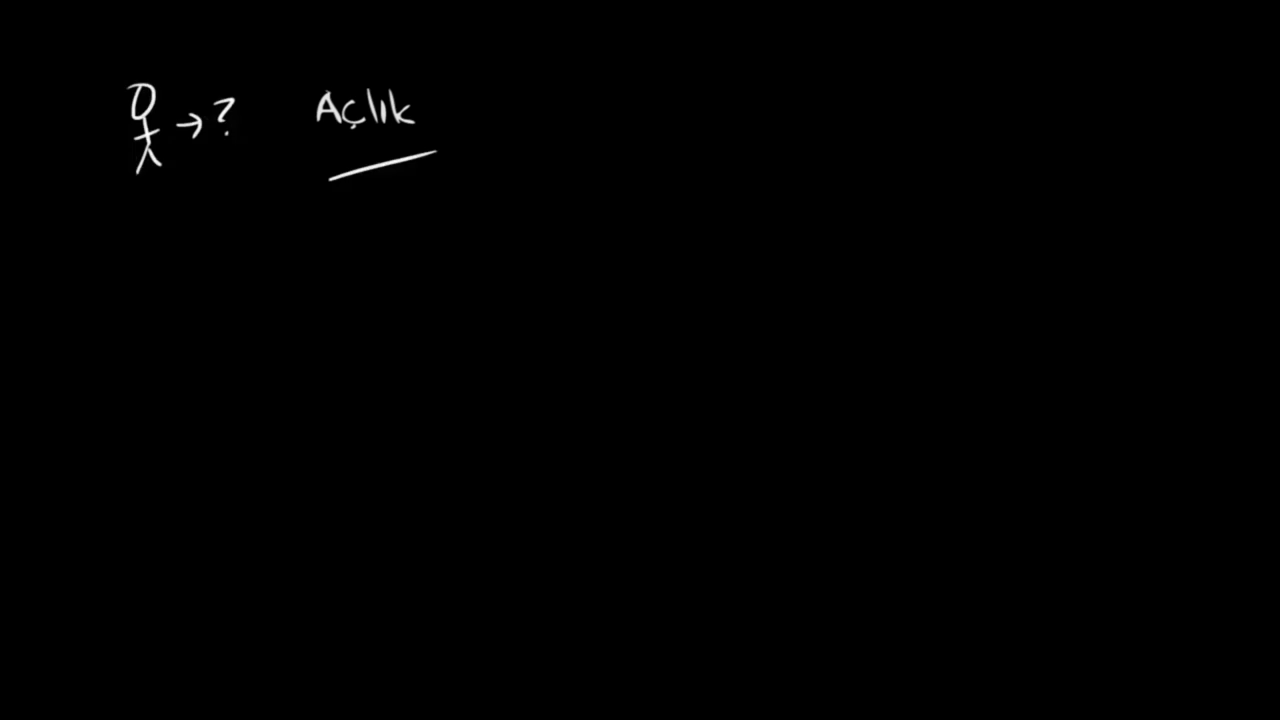 → ? Açlık